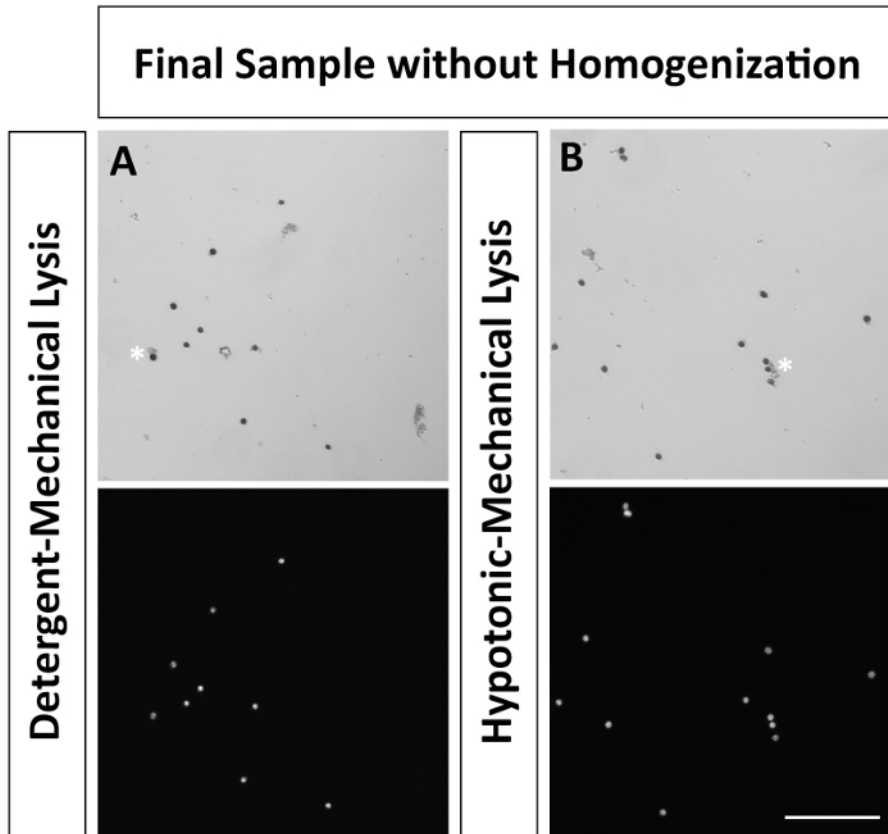 Final Sample without Homogenization
Detergent-Mechanical Lysis
A
*
Hypotonic-Mechanical Lysis
B
*